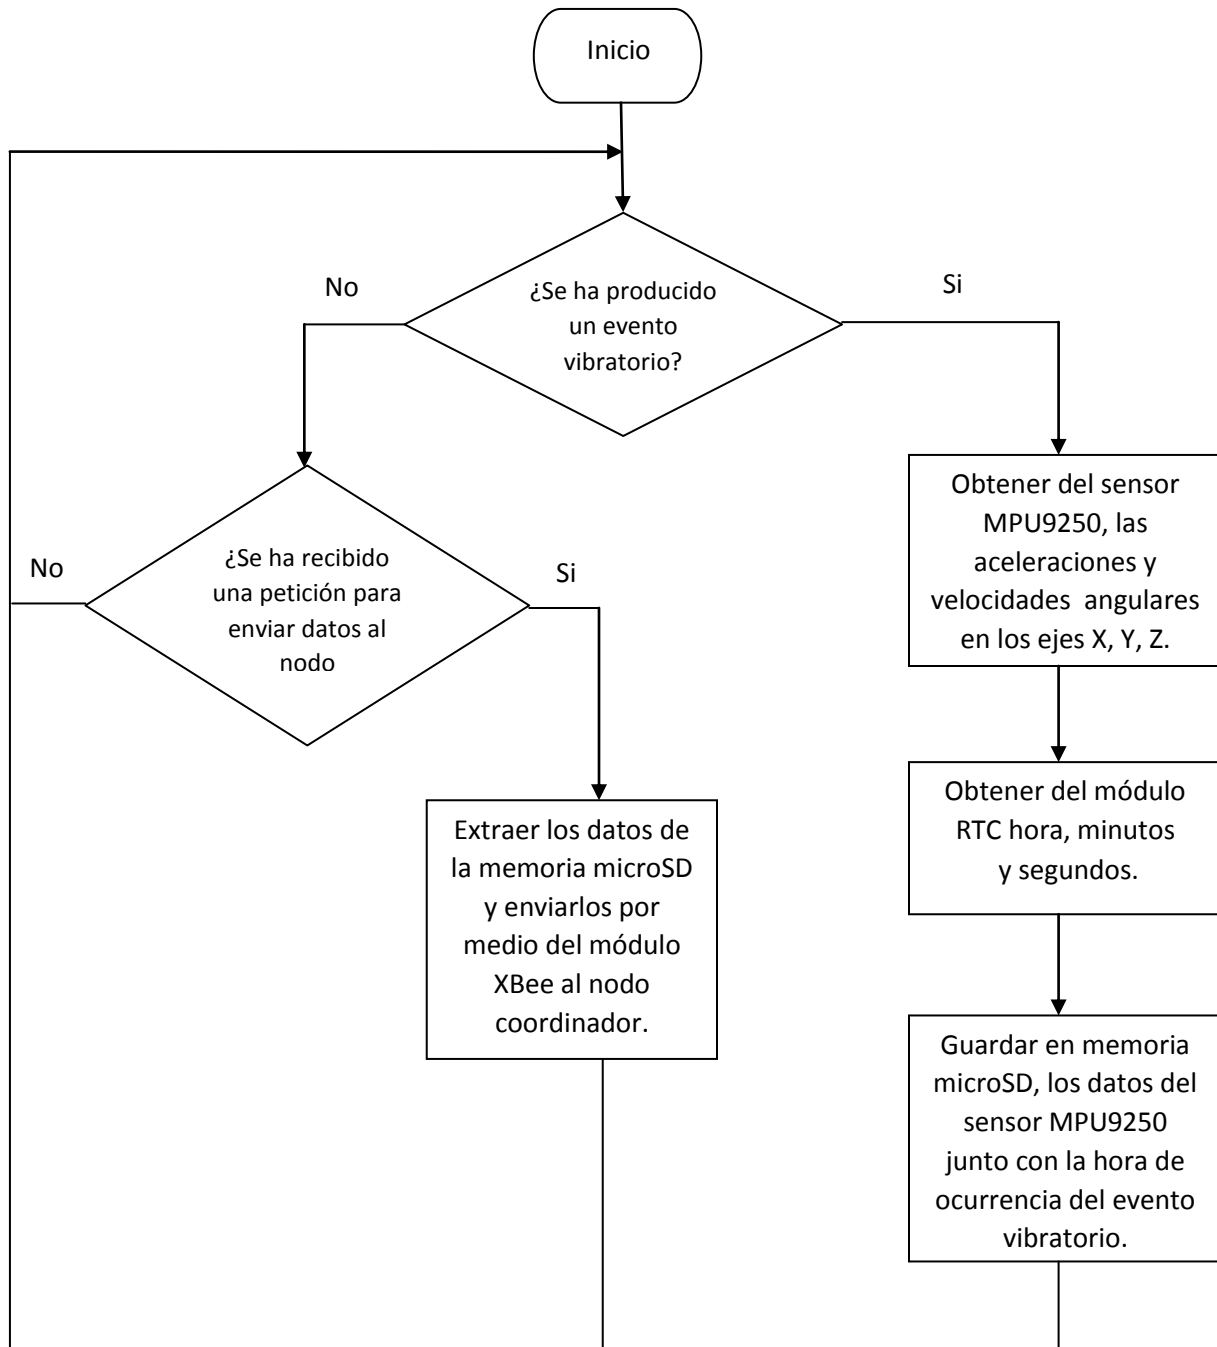 Inicio
No
¿Se ha producido
un evento
vibratorio?
Si
No
¿Se ha recibido
una petición para
enviar datos al
nodo
Si
Obtener del sensor
MPU9250, las
aceleraciones y
velocidades angulares
en los ejes X, Y, Z.
Obtener del módulo
RTC hora, minutos
y segundos.
Extraer los datos de
la memoria microSD
y enviarlos por
medio del módulo
XBee al nodo
coordinador.
Guardar en memoria
microSD, los datos del
sensor MPU9250
junto con la hora de
ocurrencia del evento
vibratorio.